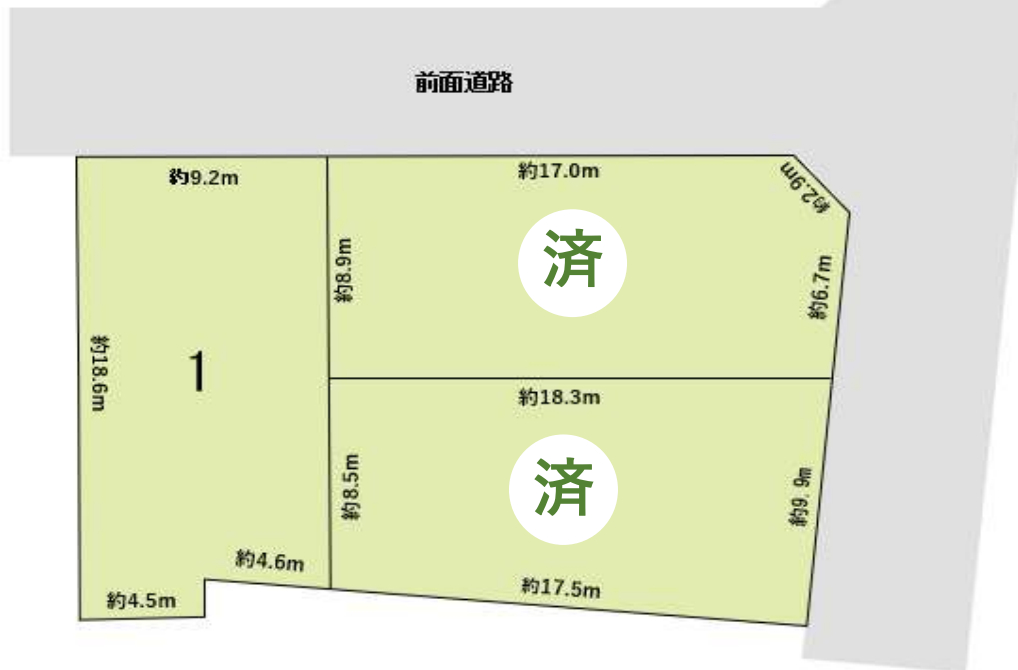 前面道路
約9.2m
約17.0m
約2.9m
約8.9m
済
約6.7m
約18.6m
1
約18.3m
約8.5m
済
約9.9m
約4.6m
約4.5m
約17.5m